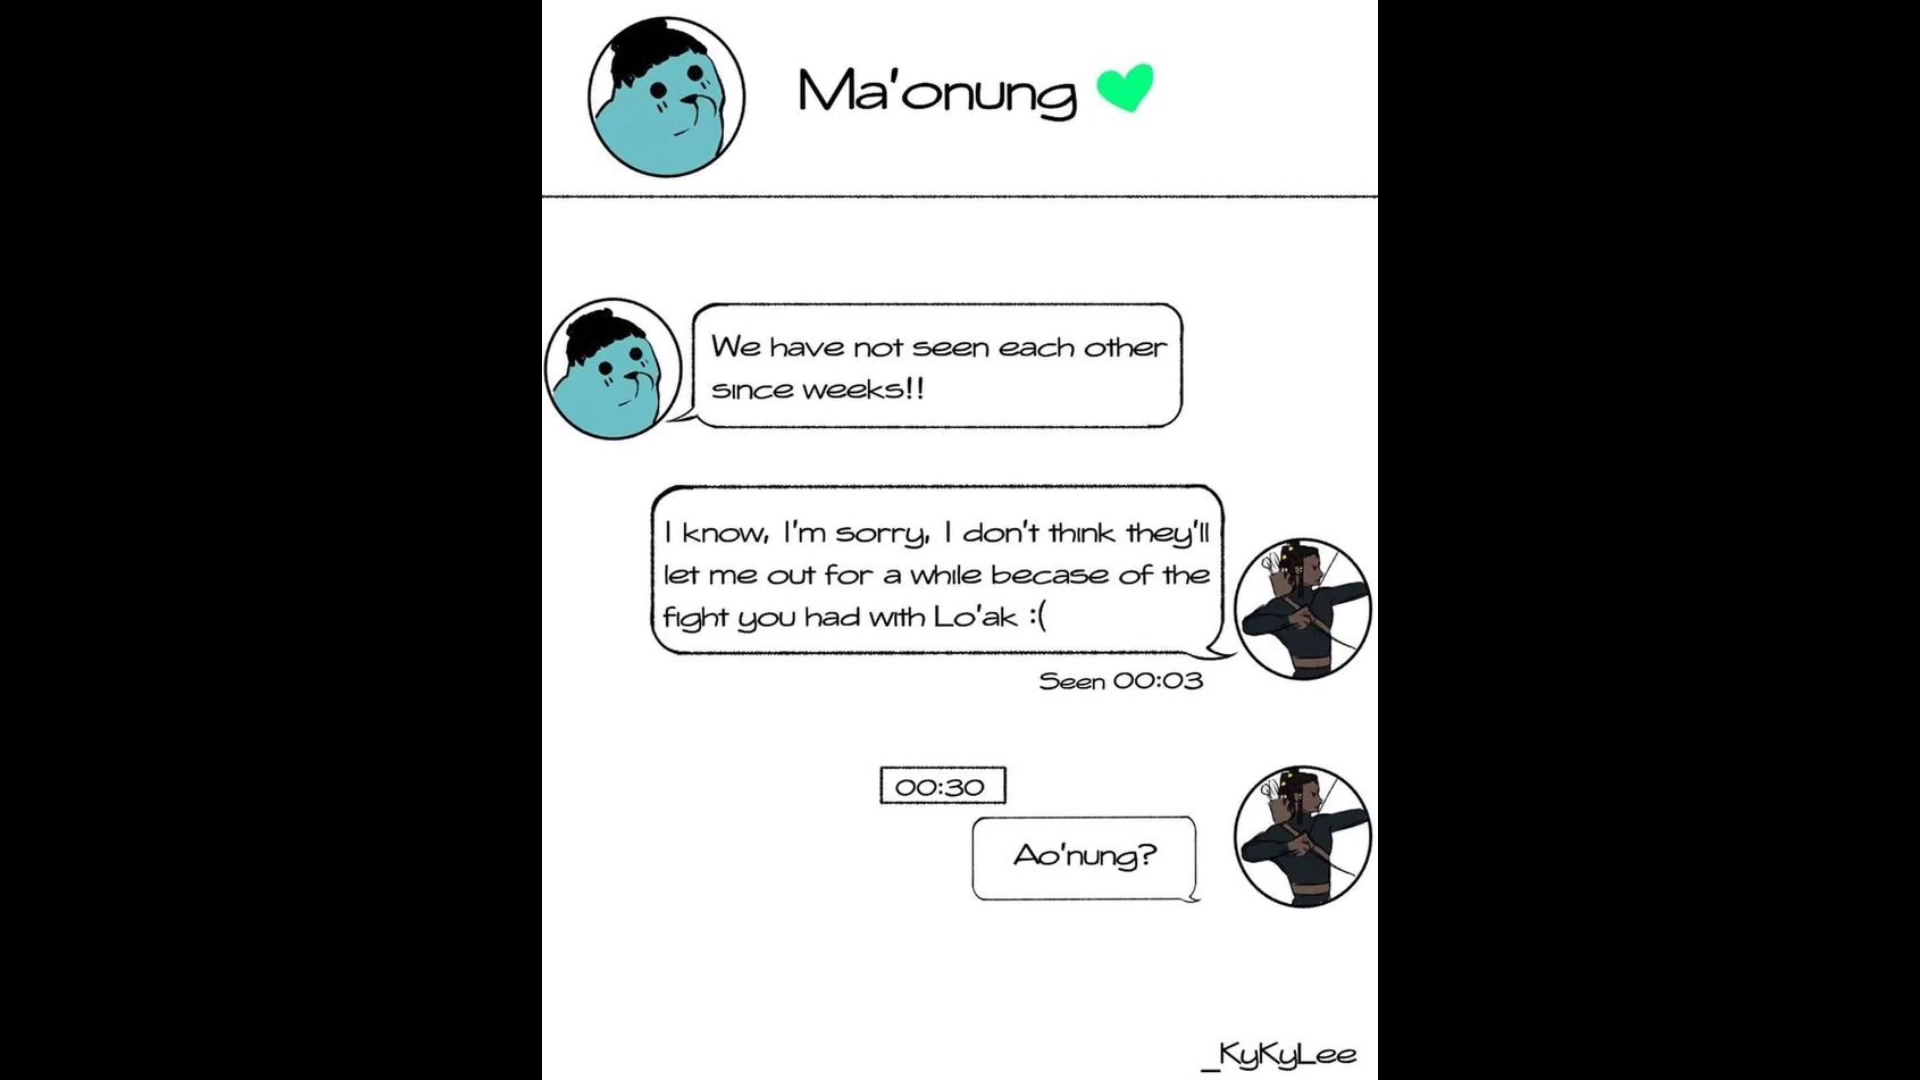 Ma'onung
We have not seen each other
since weeks!!
I know, I'm sorry, I don't think they'll
let me out for a while becase of the
fight you had with Lo'ak :(
Seen 00:03
00:30
Ao'nung?
_KyKyLee